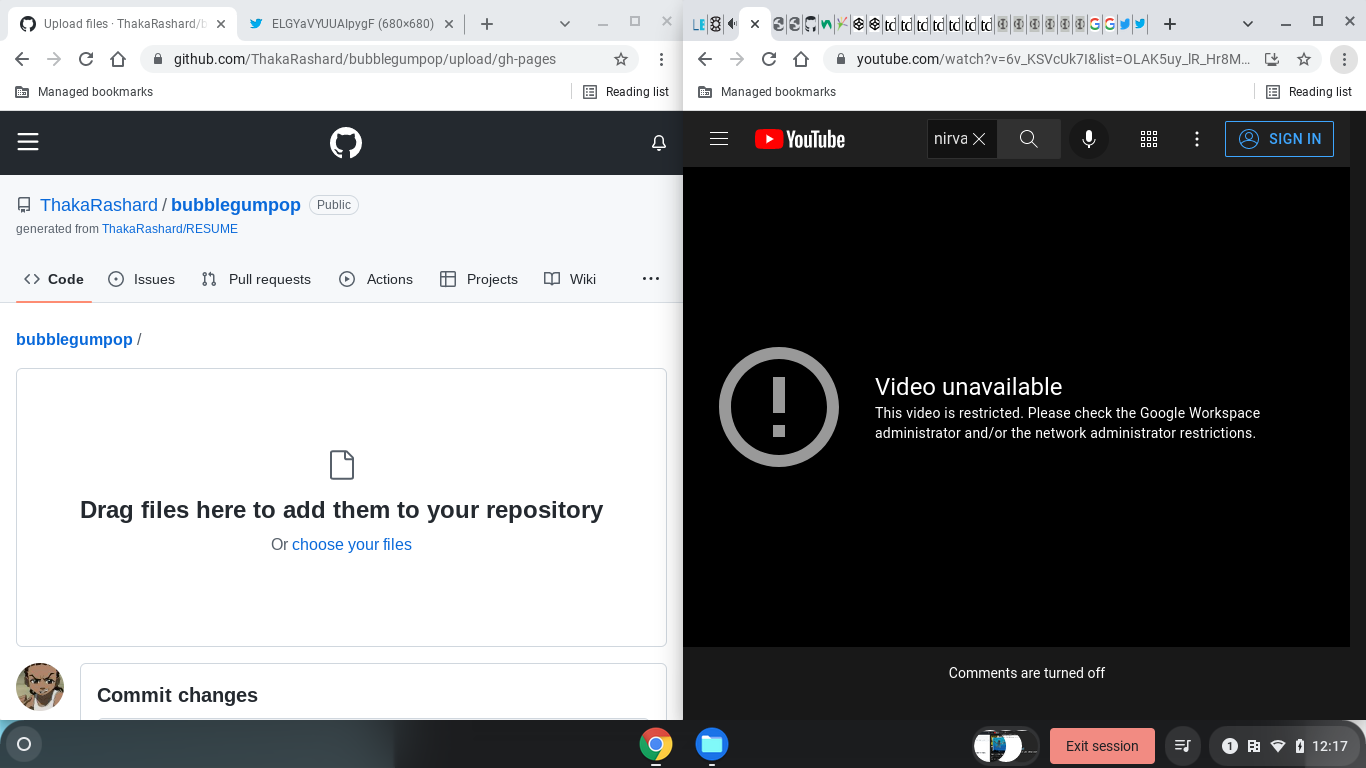 Upload files · ThakaRashard/b
ELGYaVYUUAIpygF (680×680)
github.com/ThakaRashard/bubblegumpop/upload/gh-pages
Managed bookmarks
Reading list
ThakaRashard / bubblegumpop Public
generated from ThakaRashard/RESUME
Code
Issues
Pull requests
Actions
Projects
Wiki
bubblegumpop /
Drag files here to add them to your repository
Or choose your files
Commit changes
youtube.com/watch?v=6v_KSVcUk7I&list=OLAK5uy_lR_Hr8M...
Managed bookmarks
Reading list
YouTube
nirva
SIGN IN
Video unavailable
This video is restricted. Please check the Google Workspace
administrator and/or the network administrator restrictions.
Comments are turned off
Exit session
1
12:17